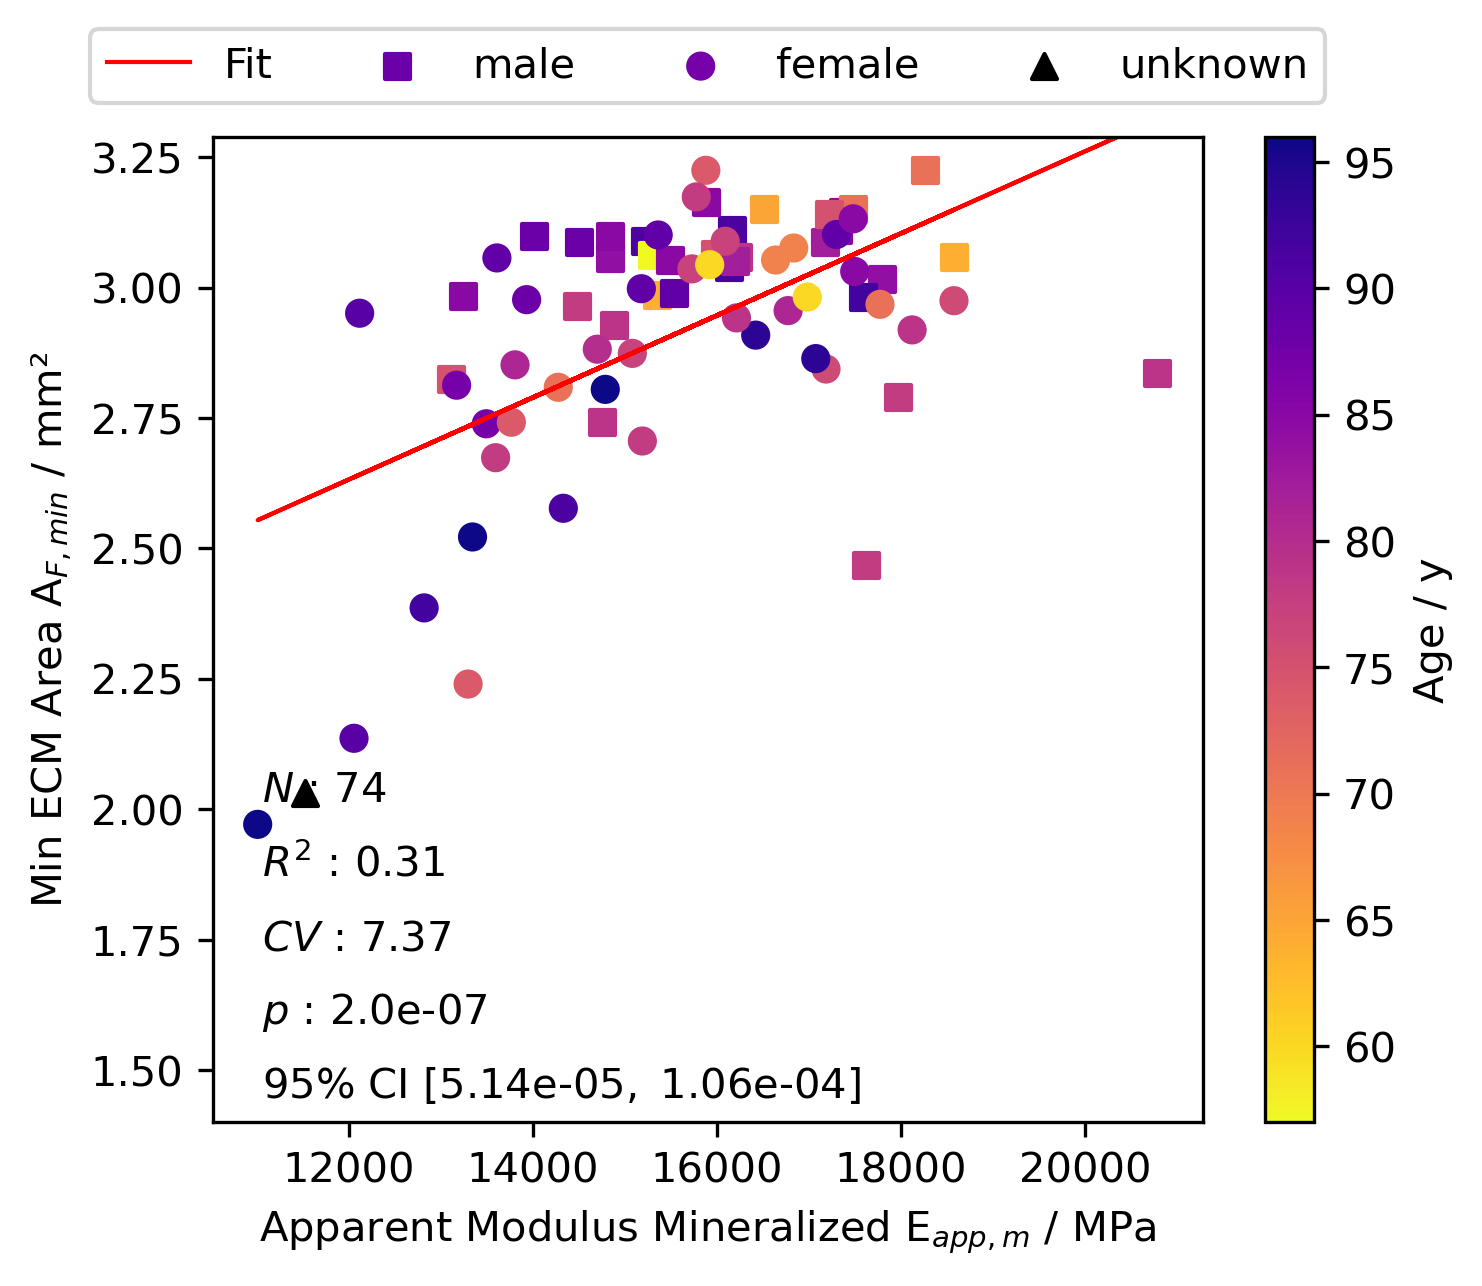 Fit male female unknown
3.25
3.00
2.75
2.50
2.25
2.00
1.75
1.50
Min ECM Area A_{F,min} / mm²
N : 74
R² : 0.31
CV : 7.37
p : 2.0e-07
95% CI [5.14e-05, 1.06e-04]
12000 14000 16000 18000 20000
Apparent Modulus Mineralized E_{app,m} / MPa
95
90
85
80
75
70
65
60
Age / y